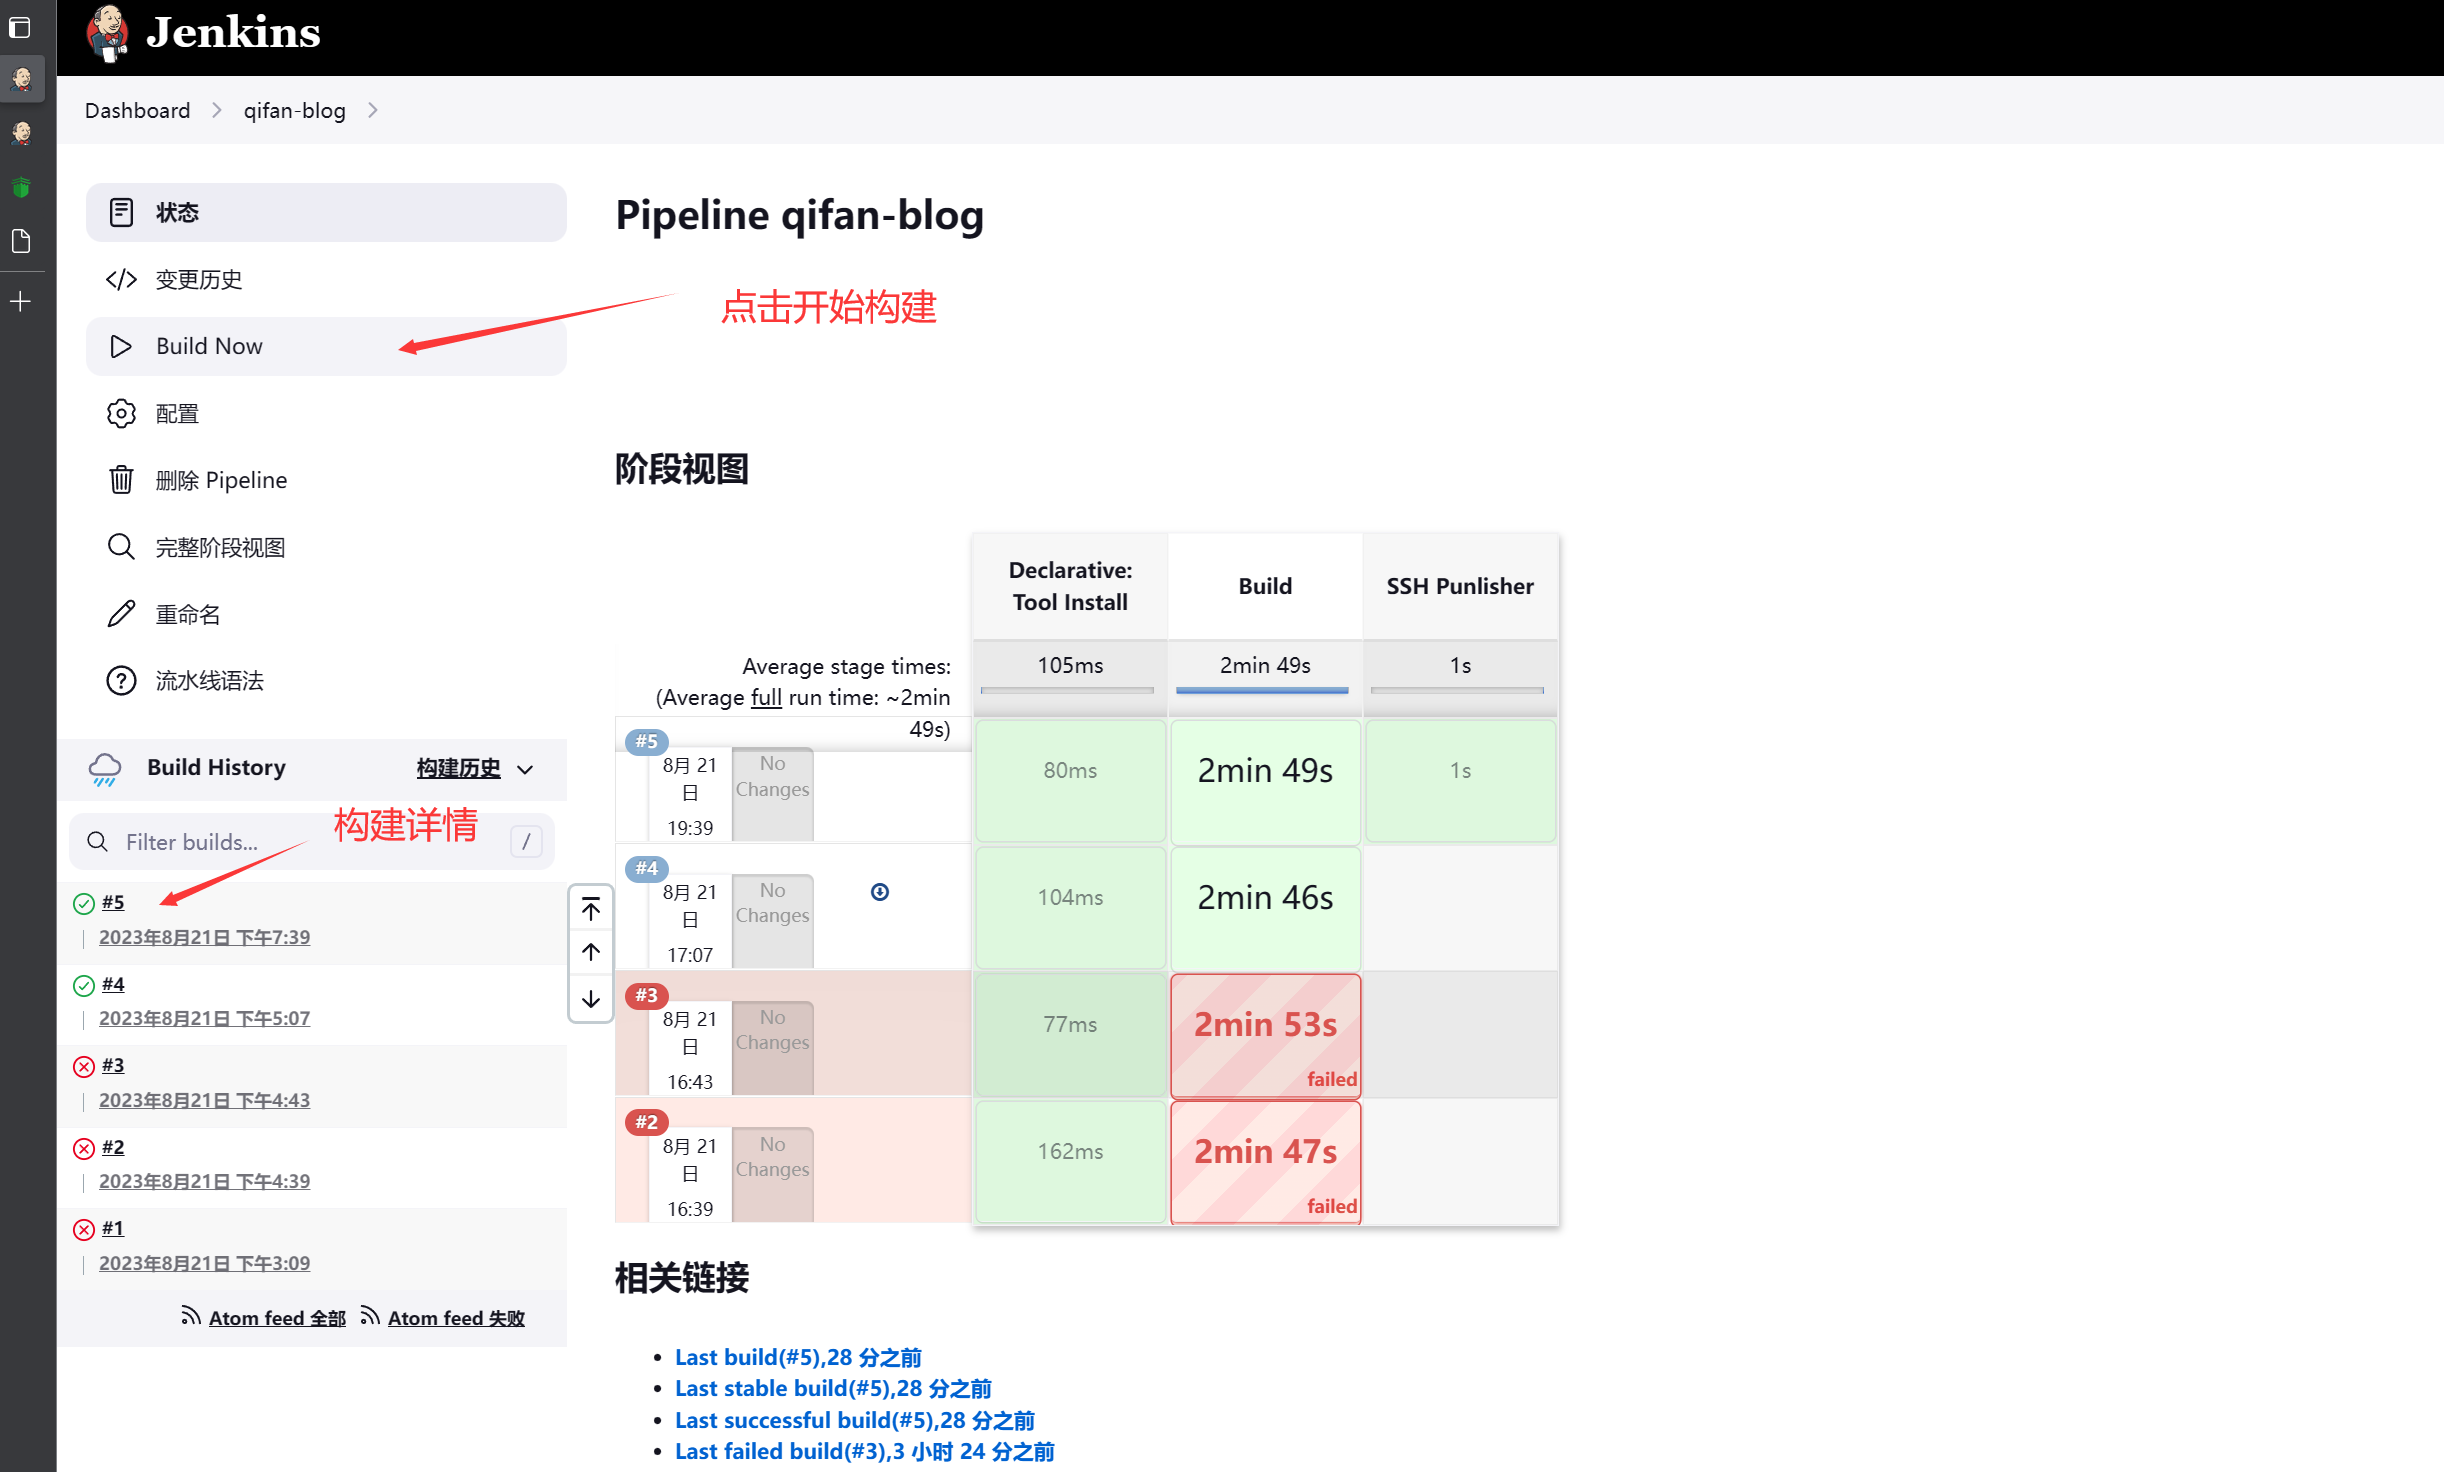 Jenkins
Dashboard
qifan-blog
状态
变更历史
Build Now
配置
删除 Pipeline
完整阶段视图
重命名
流水线语法
Build History
构建历史
构建详情
Filter builds...
/
#5
2023年8月21日 下午7:39
#4
2023年8月21日 下午5:07
#3
2023年8月21日 下午4:43
#2
2023年8月21日 下午4:39
#1
2023年8月21日 下午3:09
Atom feed 全部
Atom feed 失败
Pipeline qifan-blog
点击开始构建
阶段视图
Declarative:
Tool Install
Build
SSH Punlisher
Average stage times:
(Average full run time: ~2min
49s)
105ms
2min 49s
1s
#5
8月 21
日
19:39
No
Changes
80ms
2min 49s
1s
#4
8月 21
日
17:07
No
Changes
104ms
2min 46s
#3
8月 21
日
16:43
No
Changes
77ms
2min 53s
failed
#2
8月 21
日
16:39
No
Changes
162ms
2min 47s
failed
相关链接
Last build(#5),28 分之前
Last stable build(#5),28 分之前
Last successful build(#5),28 分之前
Last failed build(#3),3 小时 24 分之前